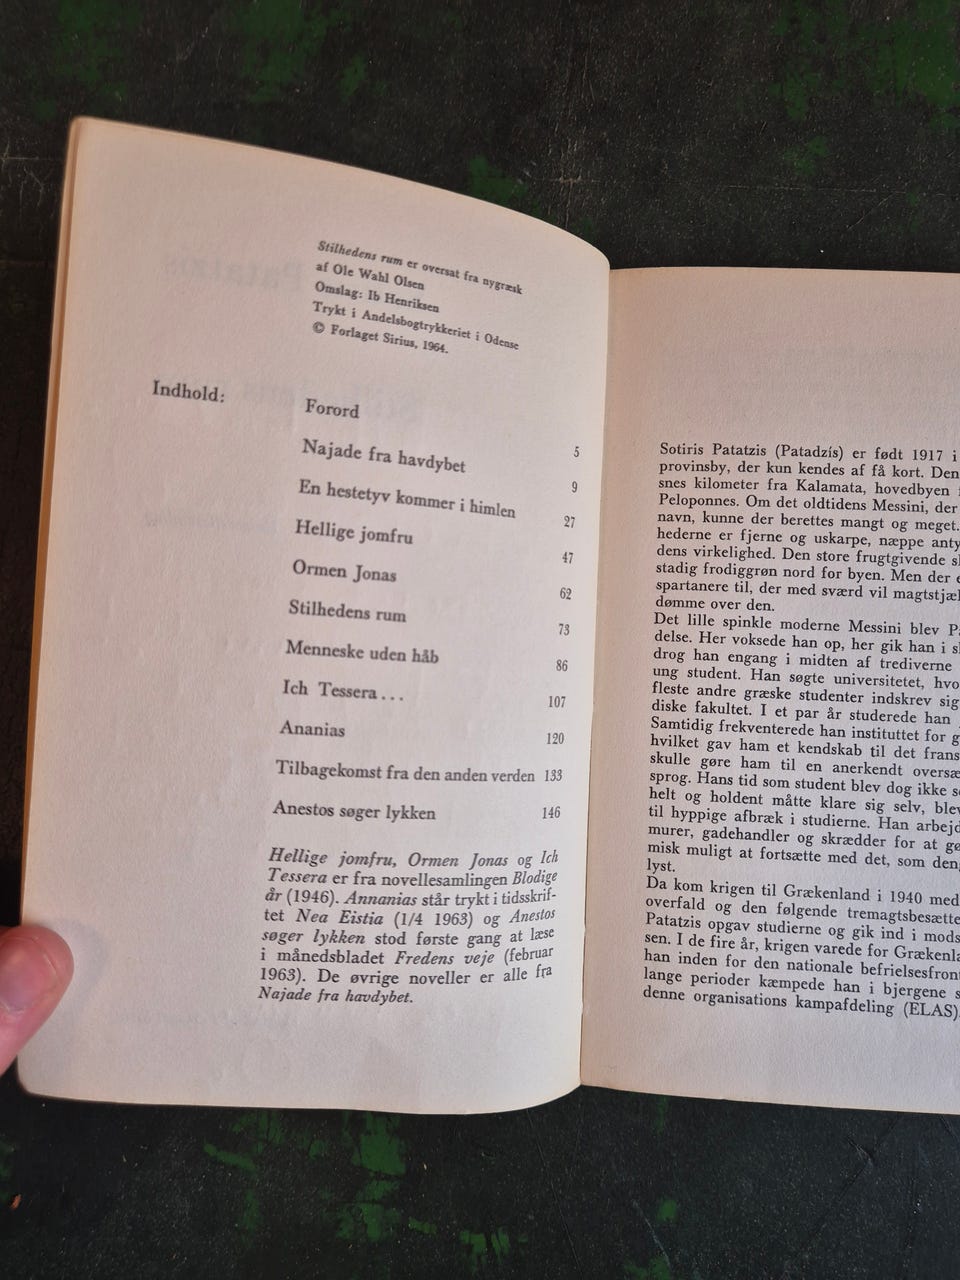 Stilhedens rum er oversat fra nygræsk
af Ole Wahl Olsen
Omslag: Ib Henriksen
Trykt i Andelsbogtrykkeriet i Odense
© Forlaget Sirius, 1964.
Indhold:
Forord 5
Najade fra havdybet 9
En hestetyv kommer i himlen 27
Hellige jomfru 47
Ormen Jonas 62
Stilhedens rum 73
Menneske uden håb 86
Ich Tessera... 107
Ananias 120
Tilbagekomst fra den anden verden 133
Anestos søger lykken 146
Hellige jomfru, Ormen Jonas og Ich
Tessera er fra novellesamlingen Blodige
år (1946). Annanias står trykt i tidsskrif-
tet Nea Eistia (1/4 1963) og Anestos
søger lykken stod første gang at læse
i månedsbladet Fredens veje (februar
1963). De øvrige noveller er alle fra
Najade fra havdybet.
Sotiris Patatzis (Patadzís) er født 1917 i
provinsby, der kun kendes af få kort. Den
snes kilometer fra Kalamata, hovedbyen
Peloponnes. Om det oldtidens Messini, der
navn, kunne der berettes mangt og meget.
hederne er fjerne og uskarpe, næppe anty
dens virkelighed. Den store frugtgivende
stadig frodiggrøn nord for byen. Men der
spartanere til, der med sværd vil magtstjæl
dømme over den.
Det lille spinkle moderne Messini blev
delse. Her voksede han op, her gik han i
drog han engang i midten af trediverne
ung student. Han søgte universitetet, hvo
fleste andre græske studenter indskrev sig
diske fakultet. I et par år studerede han
Samtidig frekventerede han instituttet for
hvilket gav ham et kendskab til det frans
skulle gøre ham til en anerkendt oversæ
sprog. Hans tid som student blev dog ikke
helt og holdent måtte klare sig selv, blev
til hyppige afbræk i studierne. Han arbejd
murer, gadehandler og skrædder for at gø
misk muligt at fortsætte med det, som den
lyst.
Da kom krigen til Grækenland i 1940 med
overfald og den følgende tremagtsbesætte
Patatzis opgav studierne og gik ind i mods
sen. I de fire år, krigen varede for Grækenla
han inden for den nationale befrielsesfront
lange perioder kæmpede han i bjergene
denne organisations kampafdeling (ELAS)